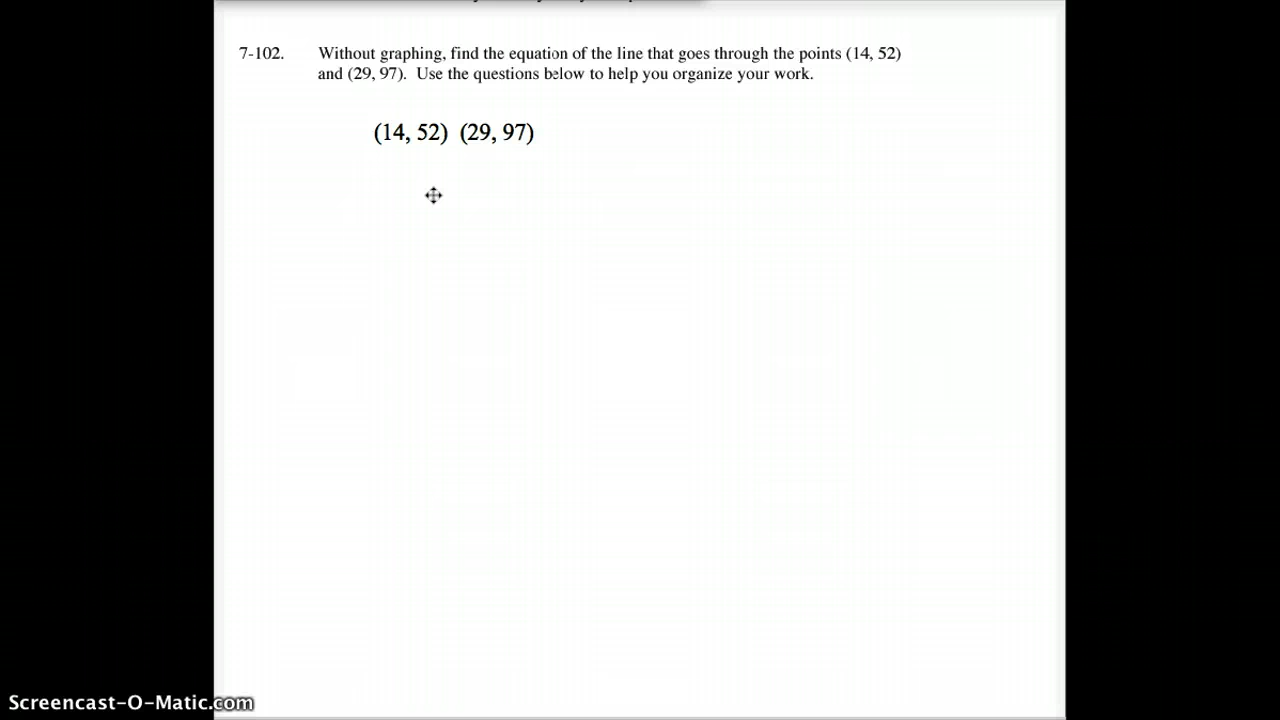 7-102. Without graphing, find the equation of the line that goes through the points (14, 52)
and (29, 97). Use the questions below to help you organize your work.
(14, 52) (29, 97)
Screencast-O-Matic.com